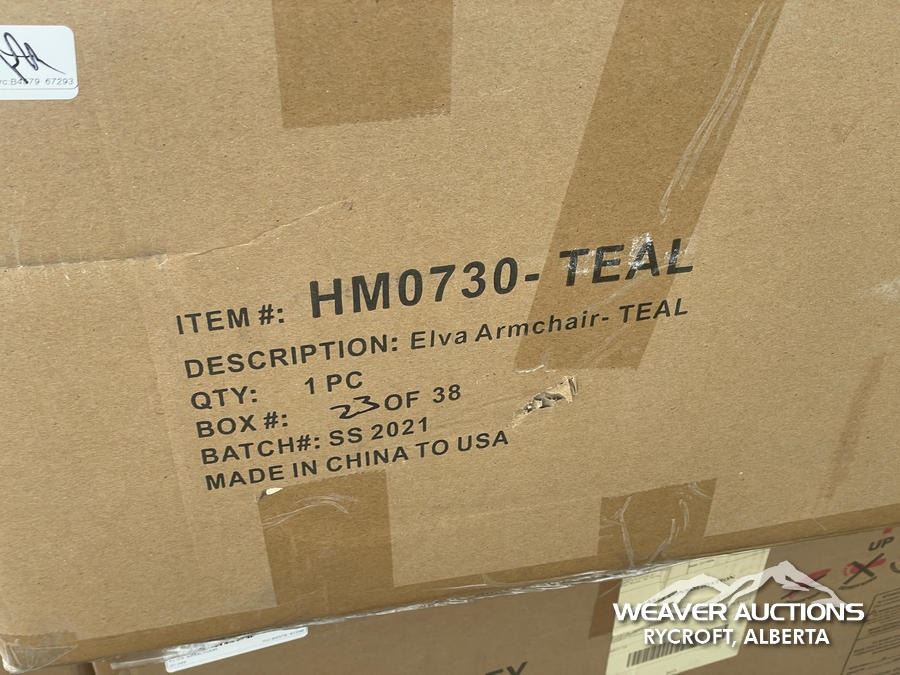 ITEM #: HM0730- TEAL
DESCRIPTION: Elva Armchair- TEAL
QTY: 1 PC
BOX #: 23 OF 38
BATCH#: SS 2021
MADE IN CHINA TO USA
UP
WEAVER AUCTIONS
RYCROFT, ALBERTA